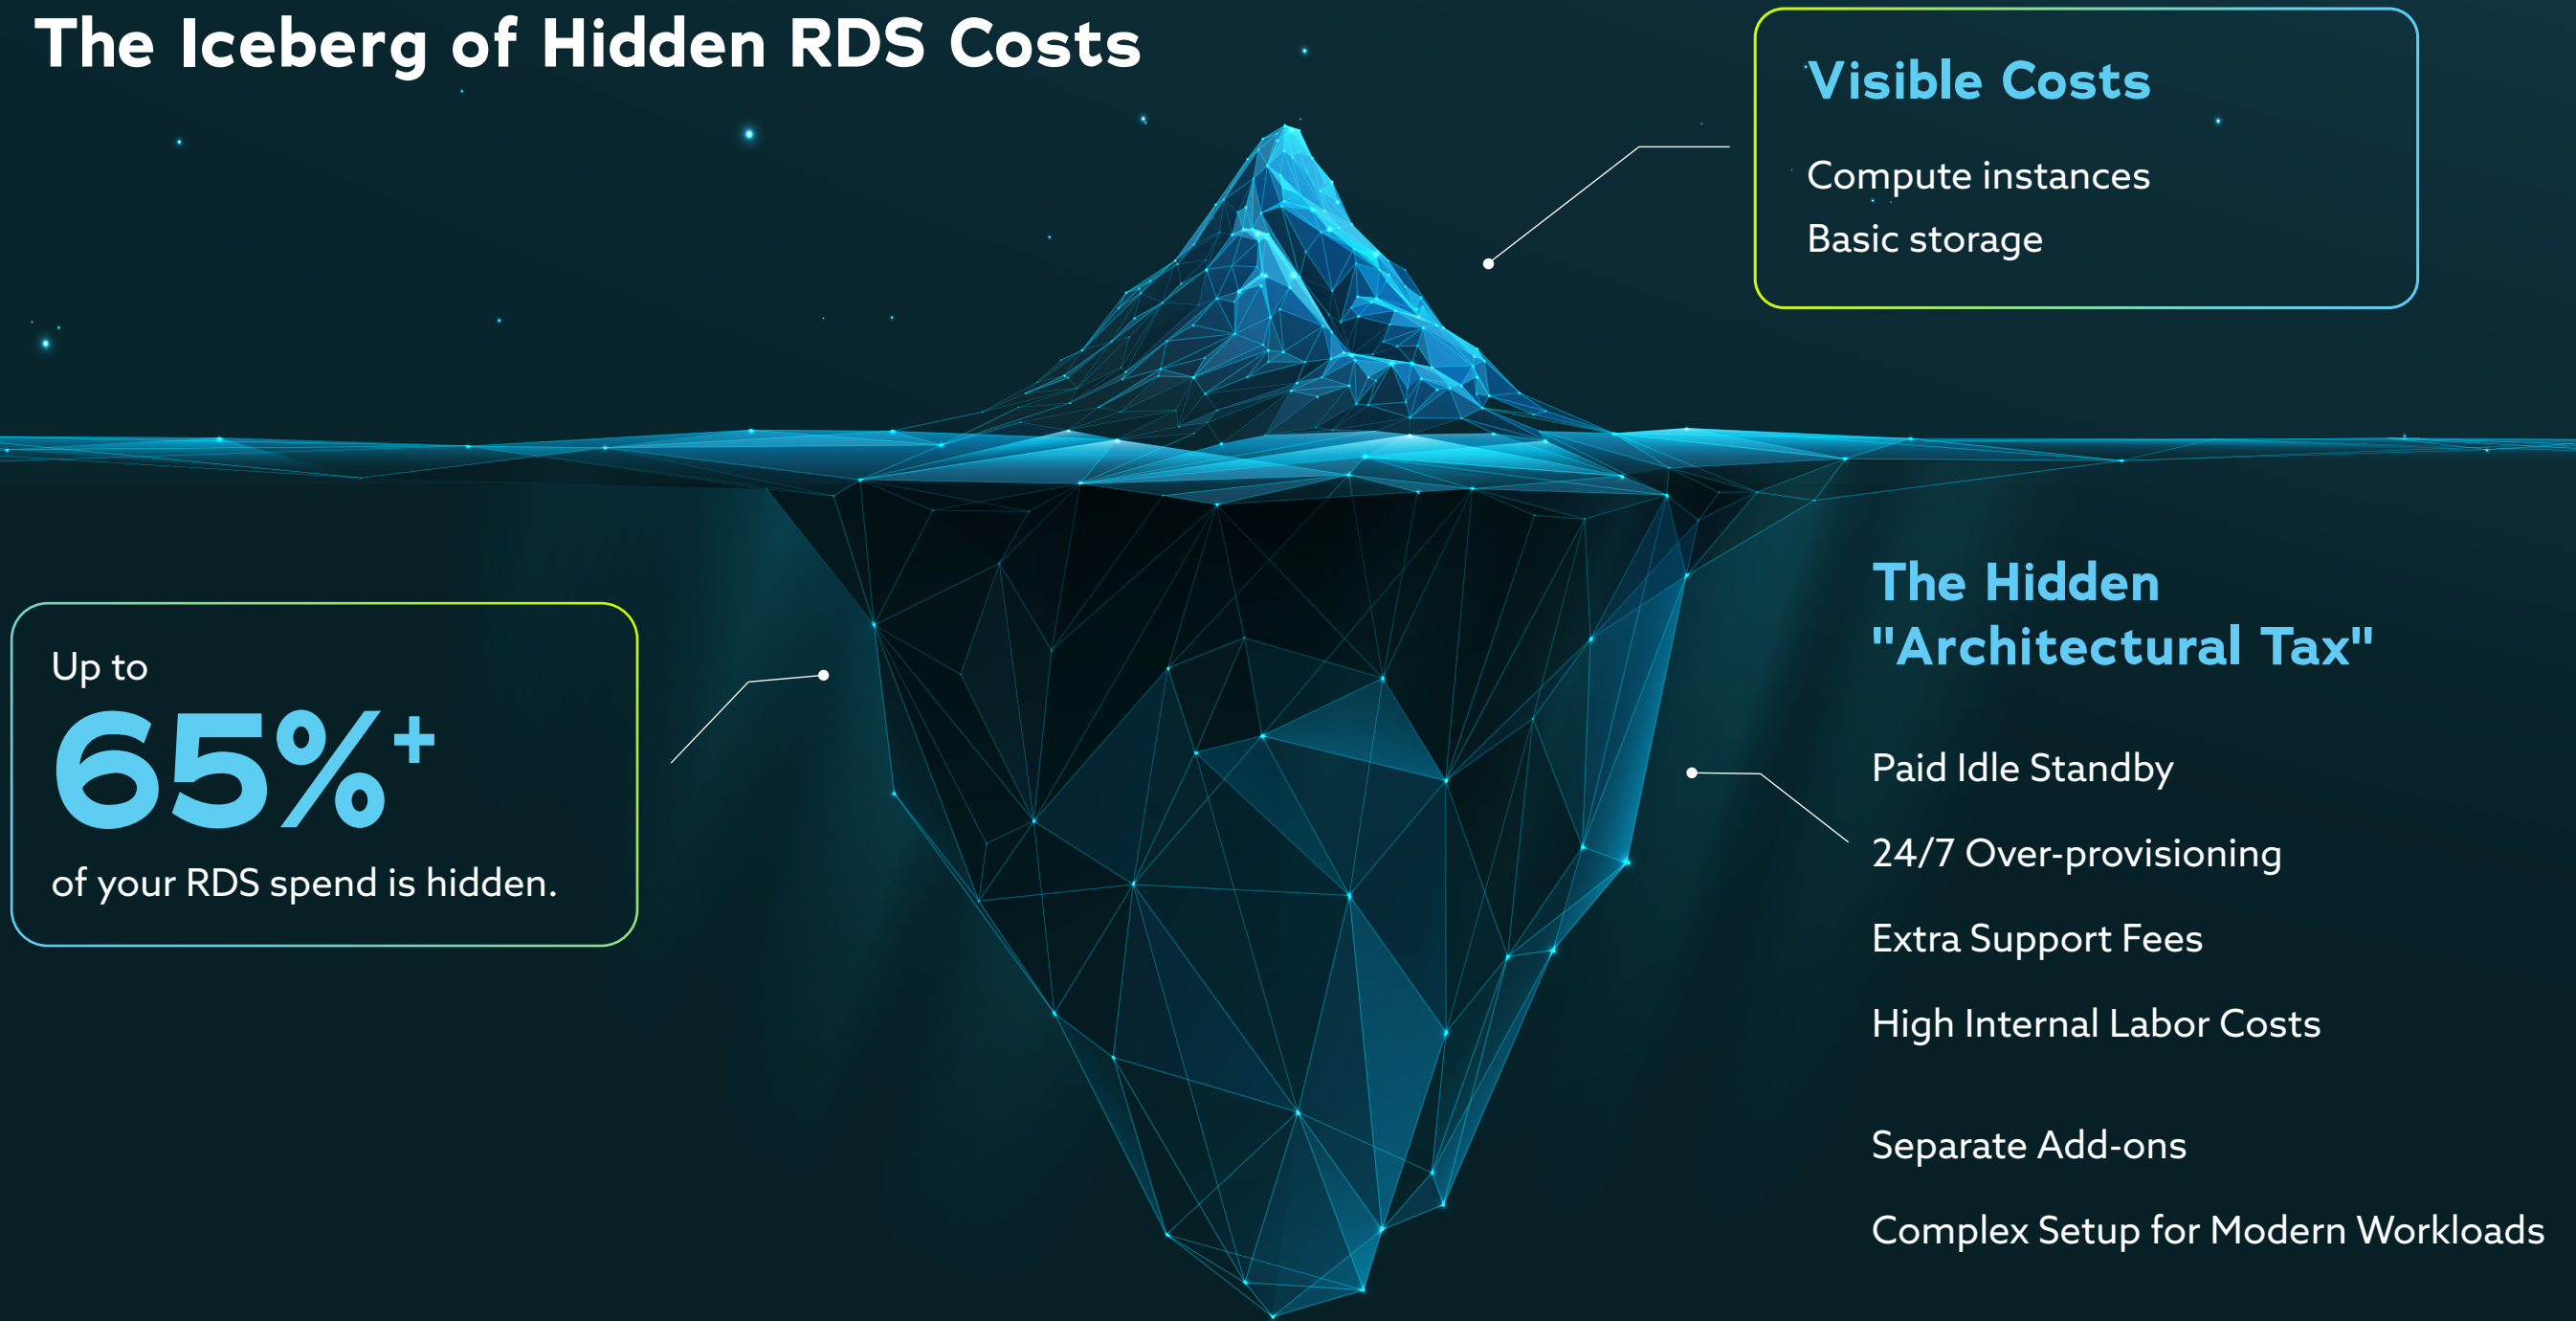 The Iceberg of Hidden RDS Costs
Visible Costs
Compute instances
Basic storage
Up to
65%+
of your RDS spend is hidden.
The Hidden
"Architectural Tax"
Paid Idle Standby
24/7 Over-provisioning
Extra Support Fees
High Internal Labor Costs
Separate Add-ons
Complex Setup for Modern Workloads